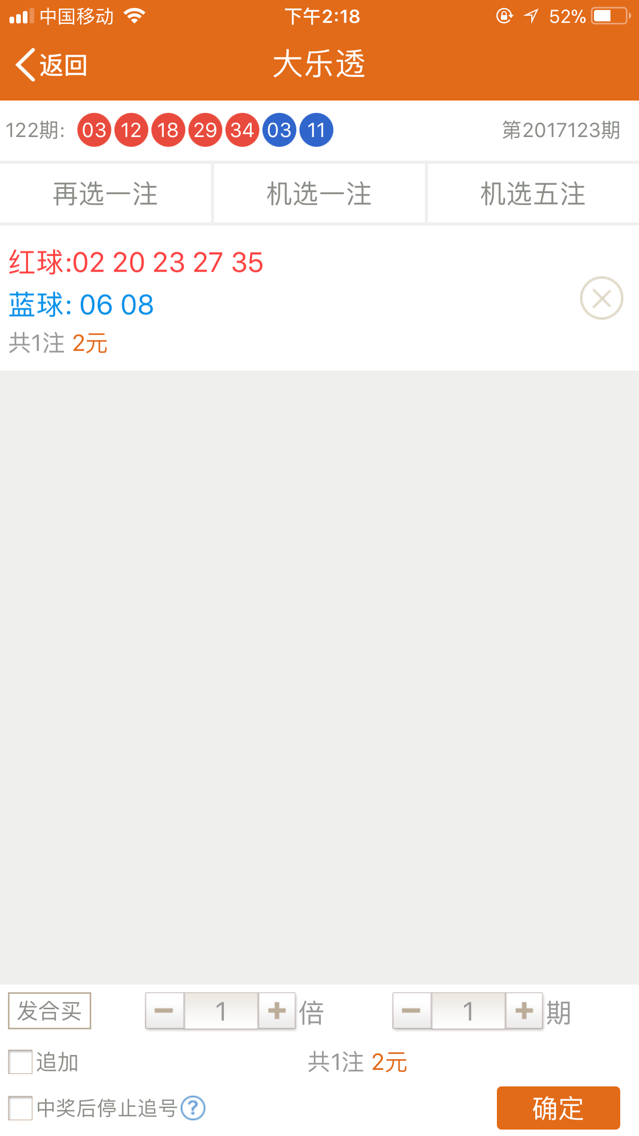 中国移动 下午2:18 52%
返回 大乐透
122期: 03 12 18 29 34 03 11 第2017123期
再选一注 机选一注 机选五注
红球:02 20 23 27 35
蓝球: 06 08
共1注 2元
发合买 1 倍 1 期
追加 共1注 2元
中奖后停止追号? 确定